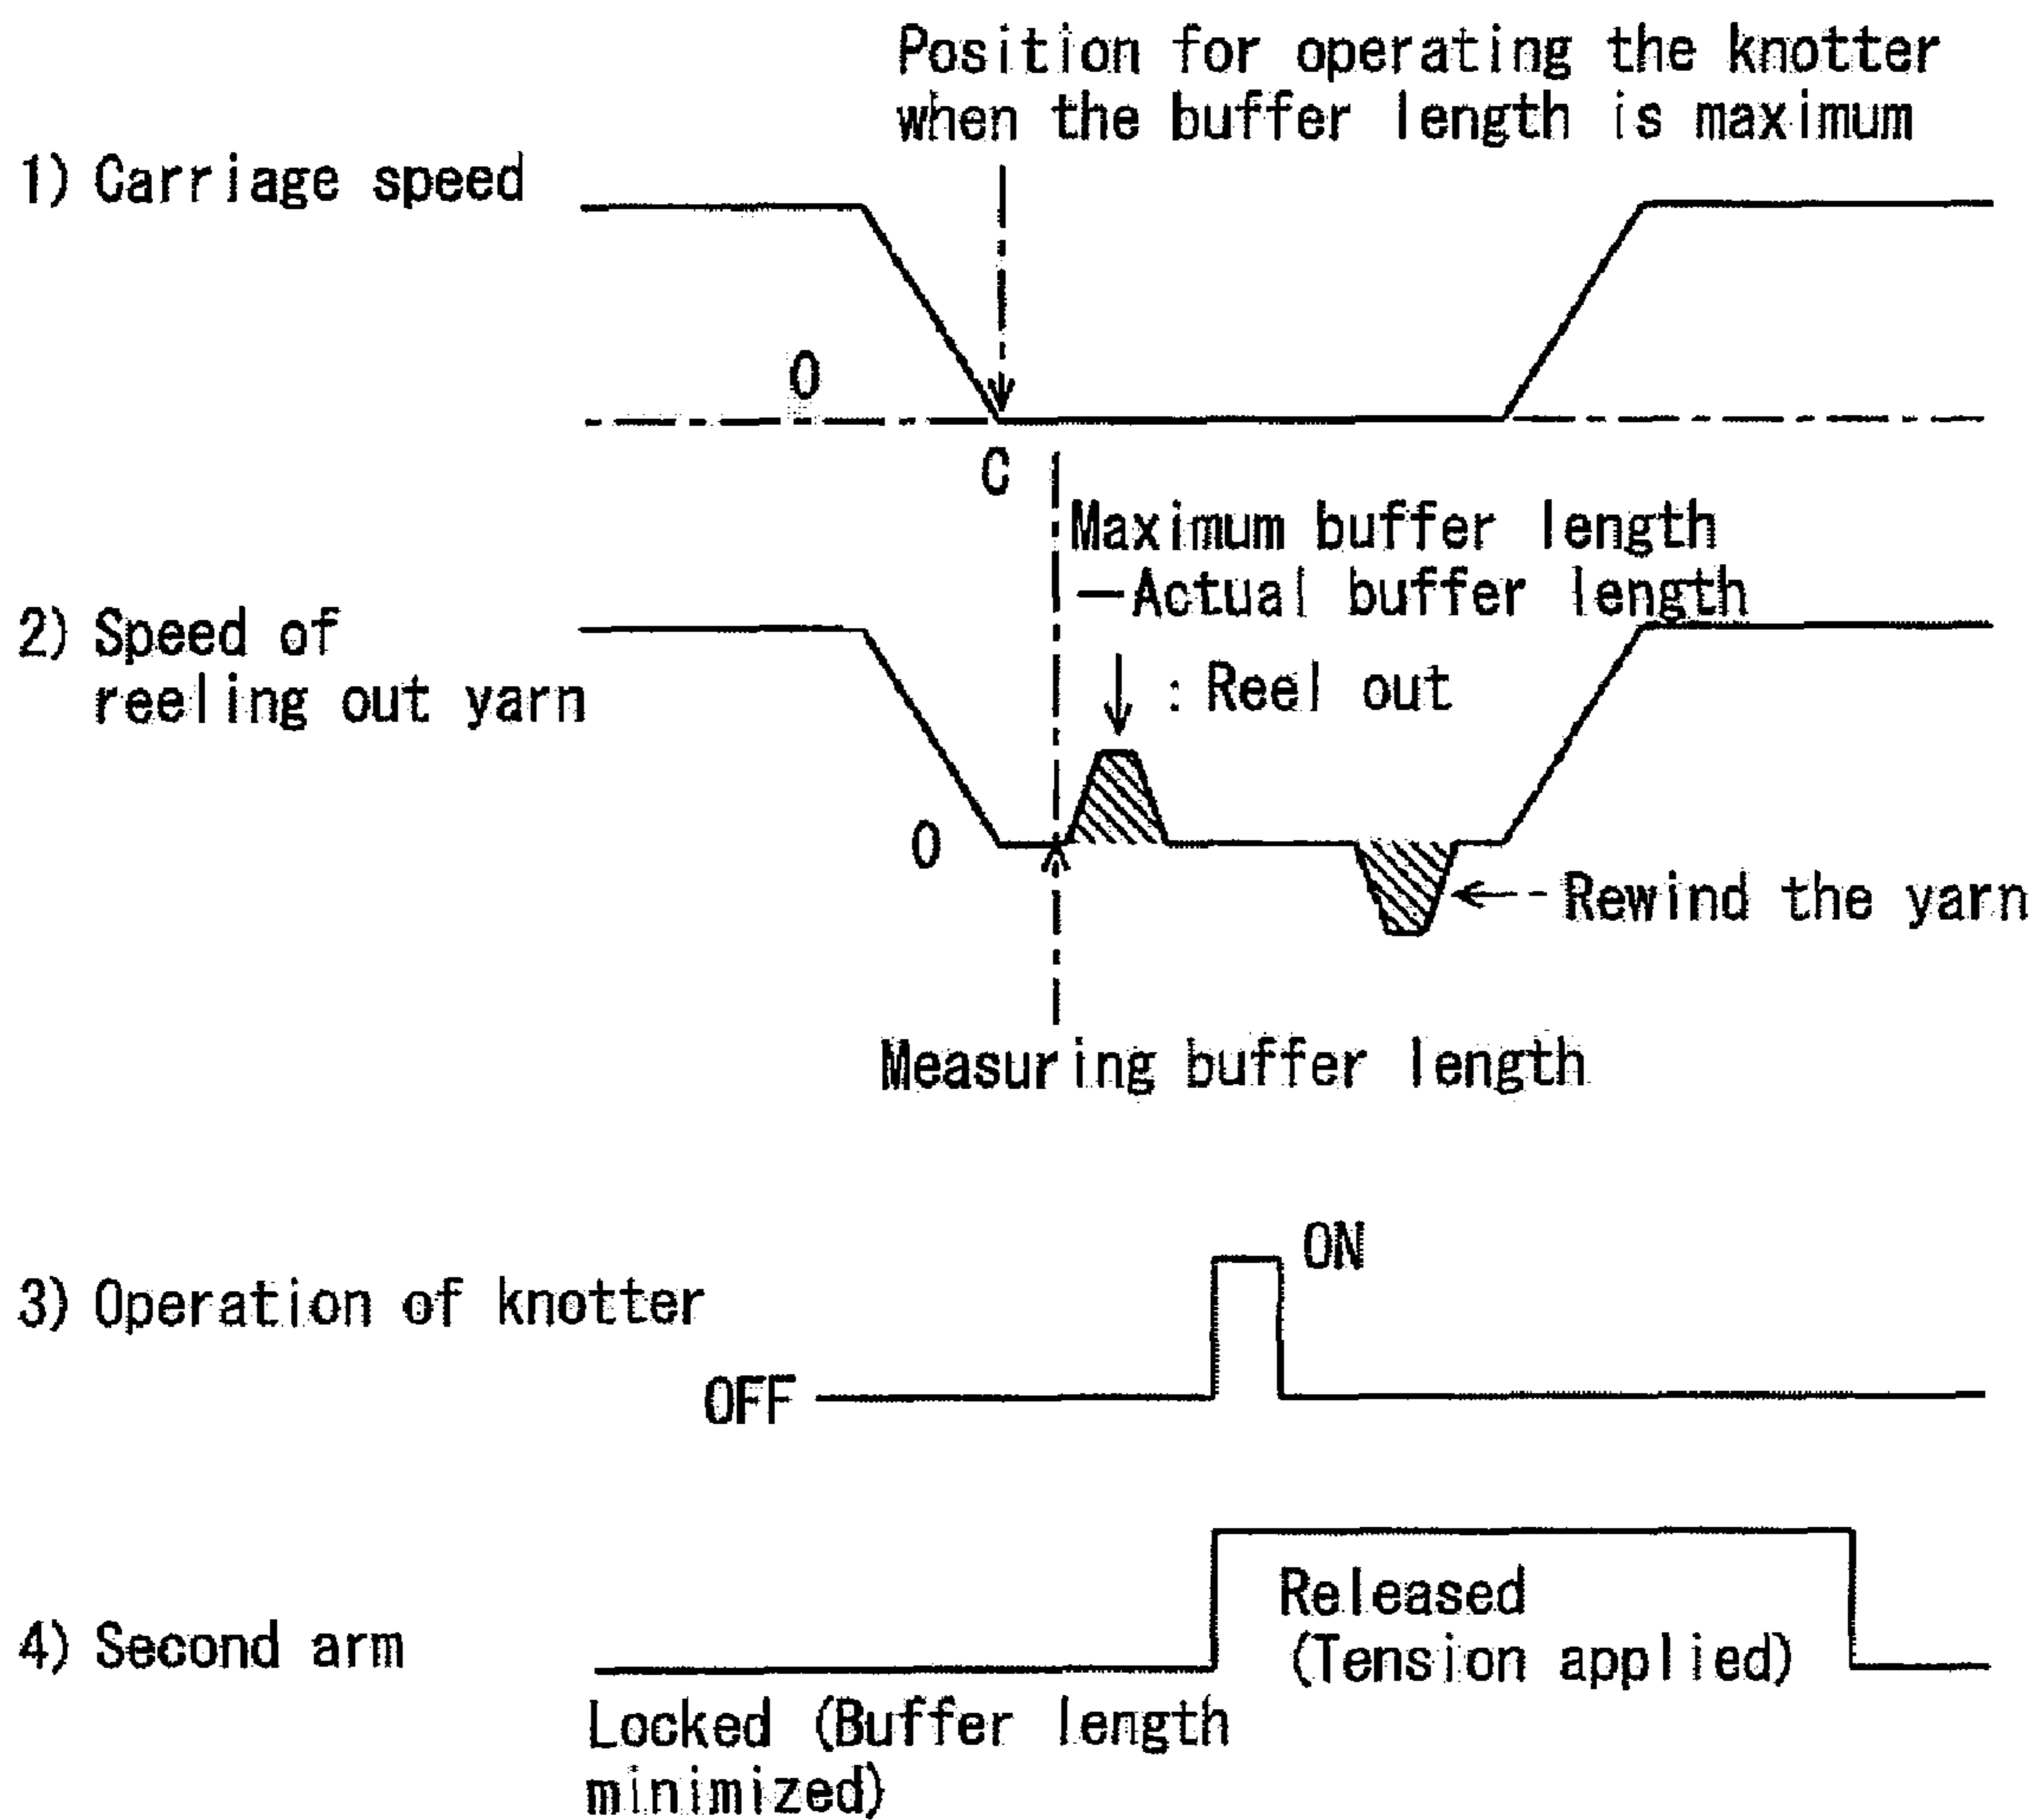 Position for operating the knotter
when the buffer length is maximum
1) Carriage speed
0
C
Maximum buffer length
—Actual buffer length
2) Speed of
reeling out yarn
: Reel out
0
Rewind the yarn
Measuring buffer length
3) Operation of knotter
ON
OFF
Released
(Tension applied)
4) Second arm
Locked (Buffer length
minimized)